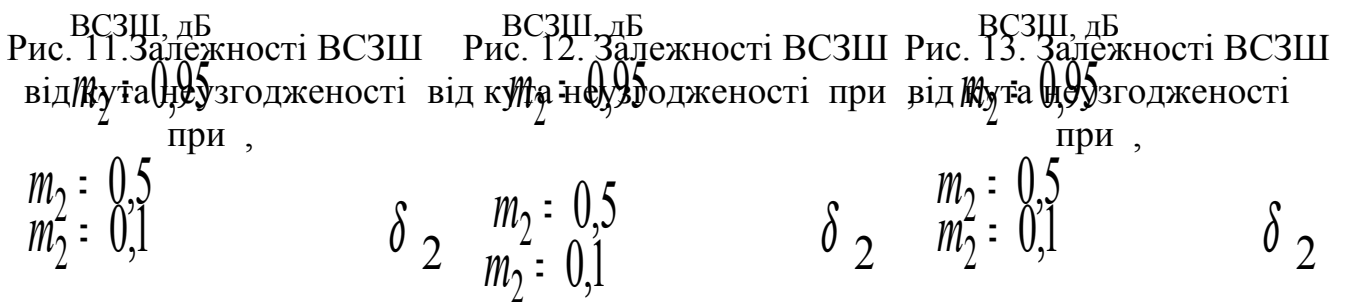 ВСЗШ, дБ
Рис. 11.Залежності ВСЗШ
від кута неузгодженості
при ,
m2 = 0,95
m2 = 0,5
m2 = 0,1
δ 2
ВСЗШ, дБ
Рис. 12. Залежності ВСЗШ
від кута неузгодженості при ,
m2 = 0,95
m2 = 0,5
m2 = 0,1
δ 2
ВСЗШ, дБ
Рис. 13. Залежності ВСЗШ
від кута неузгодженості
при ,
m2 = 0,95
m2 = 0,5
m2 = 0,1
δ 2